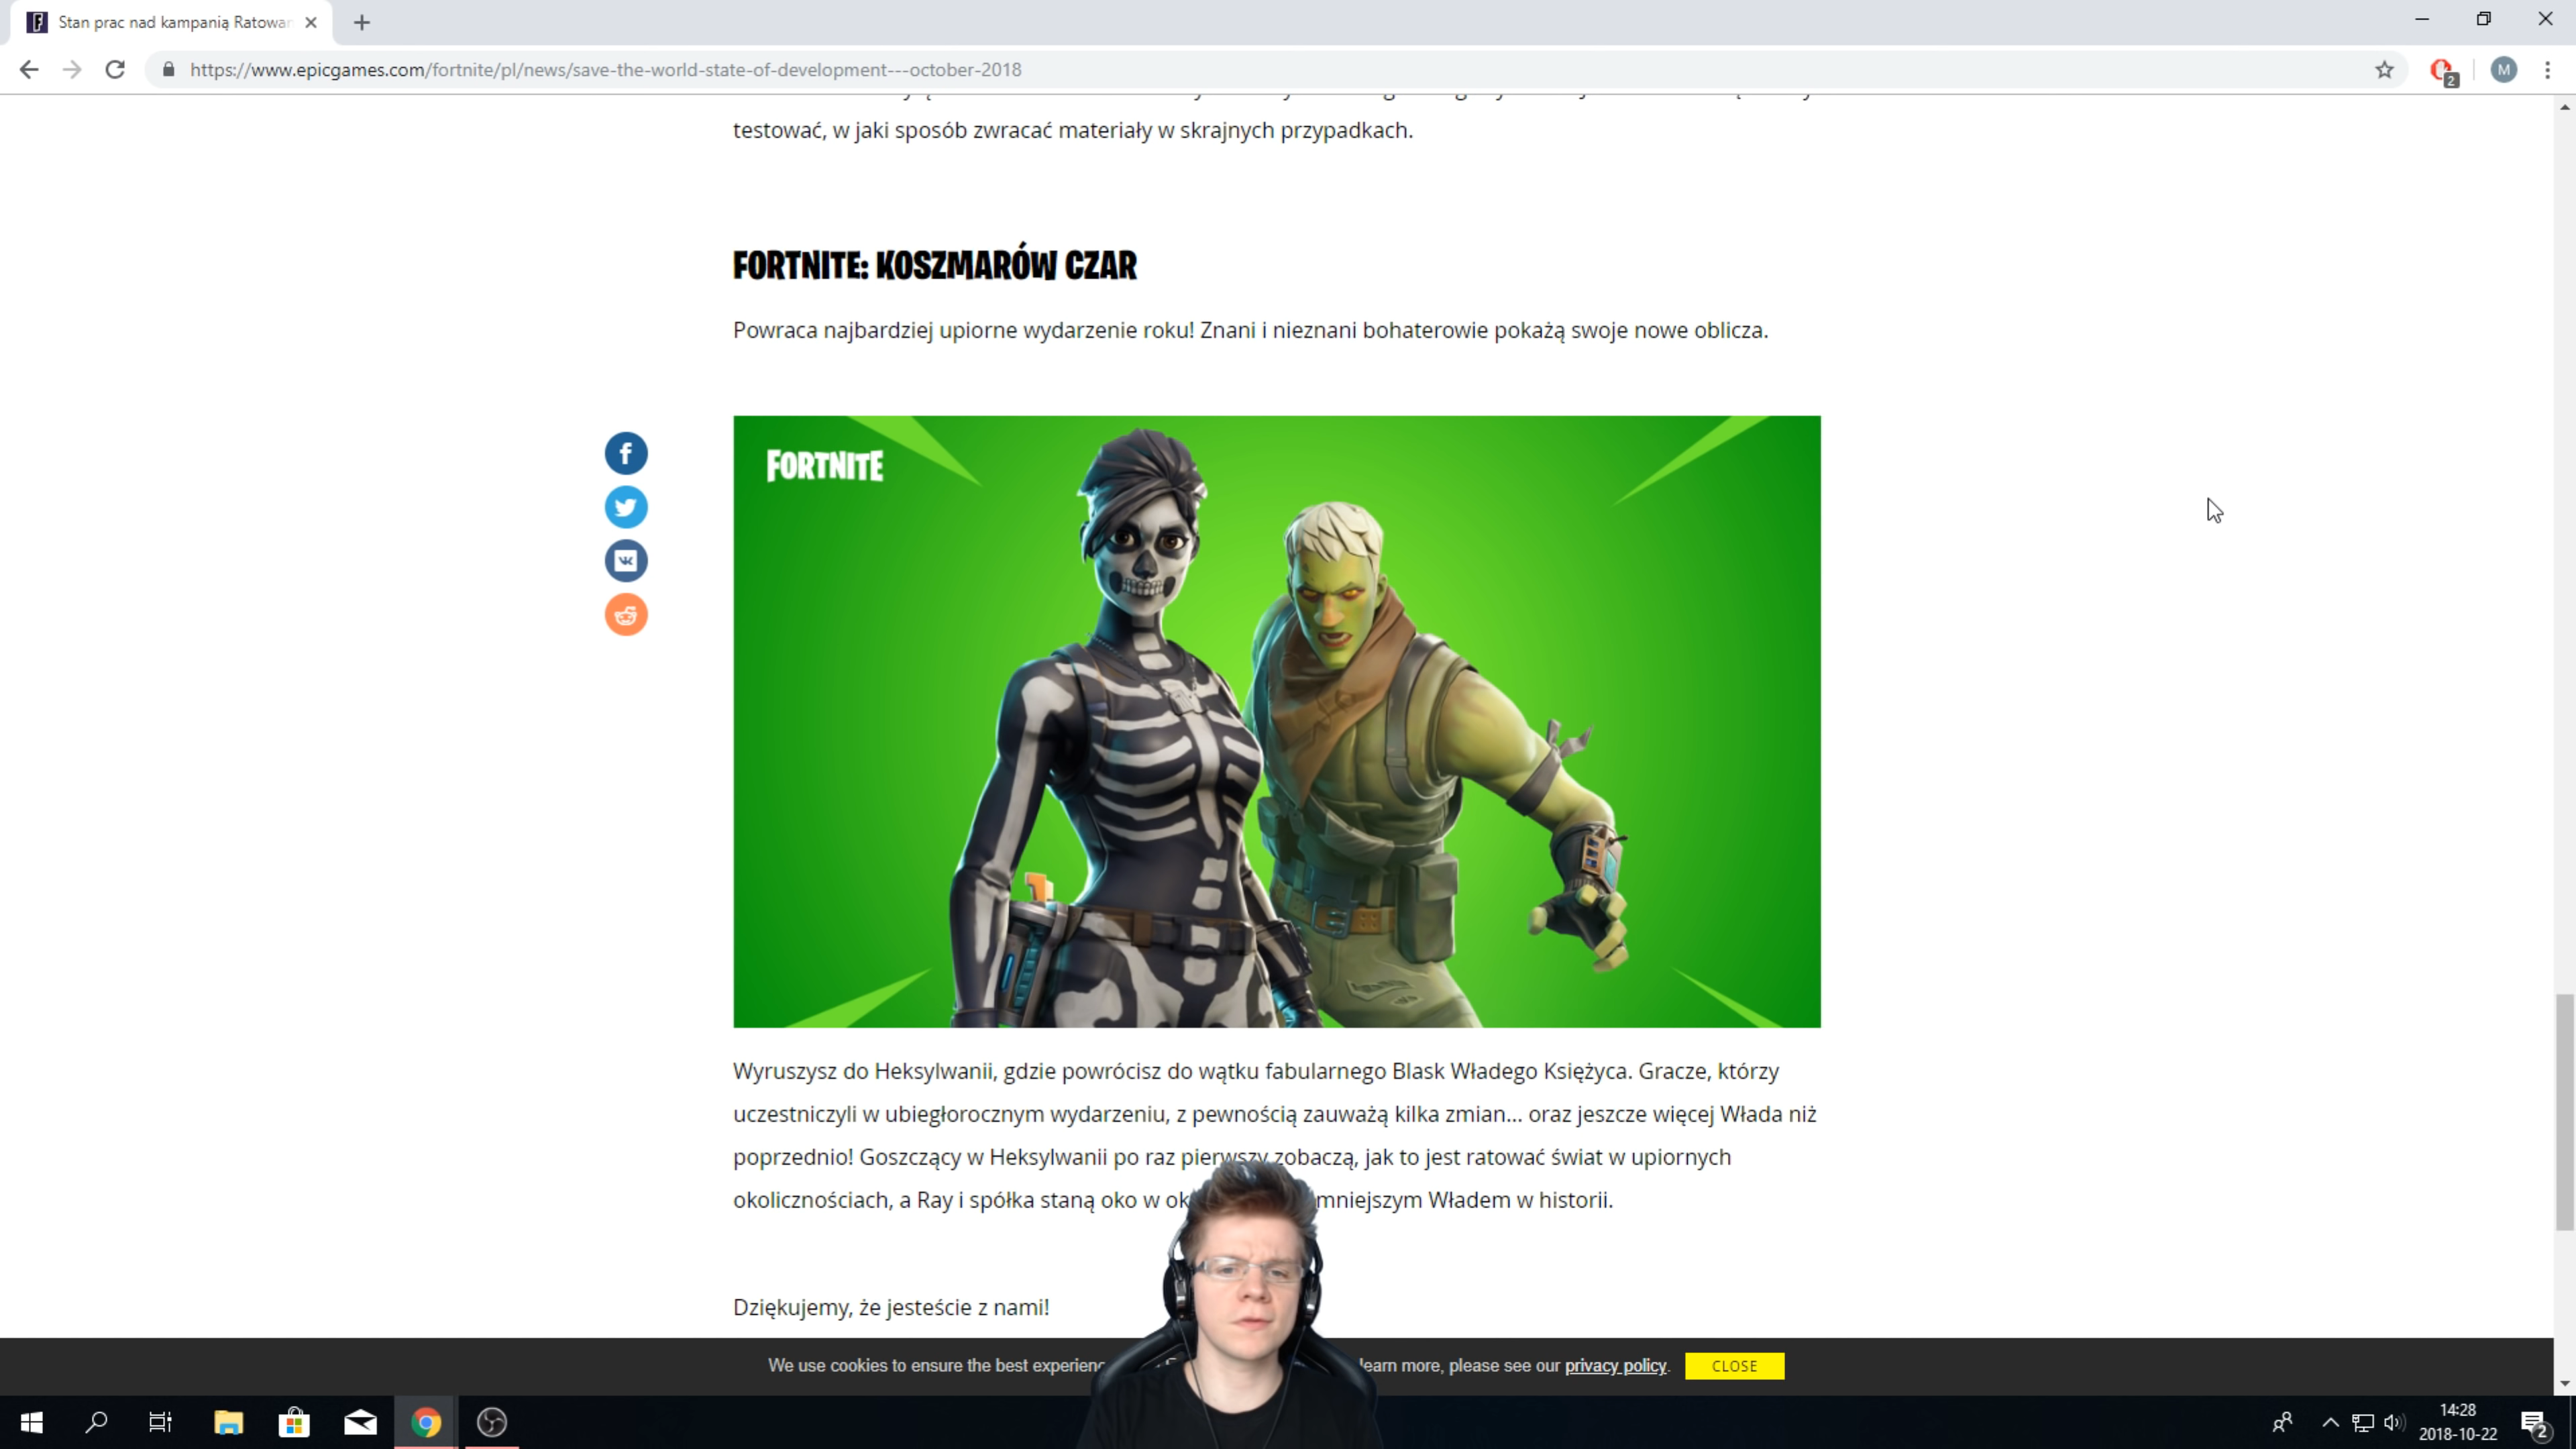 Stan prac nad kampanią Ratowan
https://www.epicgames.com/fortnite/pl/news/save-the-world-state-of-development---october-2018
2
M
testować, w jaki sposób zwracać materiały w skrajnych przypadkach.
FORTNITE: KOSZMARÓW CZAR
Powraca najbardziej upiorne wydarzenie roku! Znani i nieznani bohaterowie pokażą swoje nowe oblicza.
FORTNITE
Wyruszysz do Heksylwanii, gdzie powrócisz do wątku fabularnego Blask Władego Księżyca. Gracze, którzy
uczestniczyli w ubiegłorocznym wydarzeniu, z pewnością zauważą kilka zmian... oraz jeszcze więcej Włada niż
poprzednio! Goszczący w Heksylwanii po raz pierwszy zobaczą, jak to jest ratować świat w upiornych
okolicznościach, a Ray i spółka staną oko w mniejszym Władem w historii.
Dziękujemy, że jesteście z nami!
We use cookies to ensure the best learn more, please see our privacy policy. CLOSE
14:28
2018-10-22
2